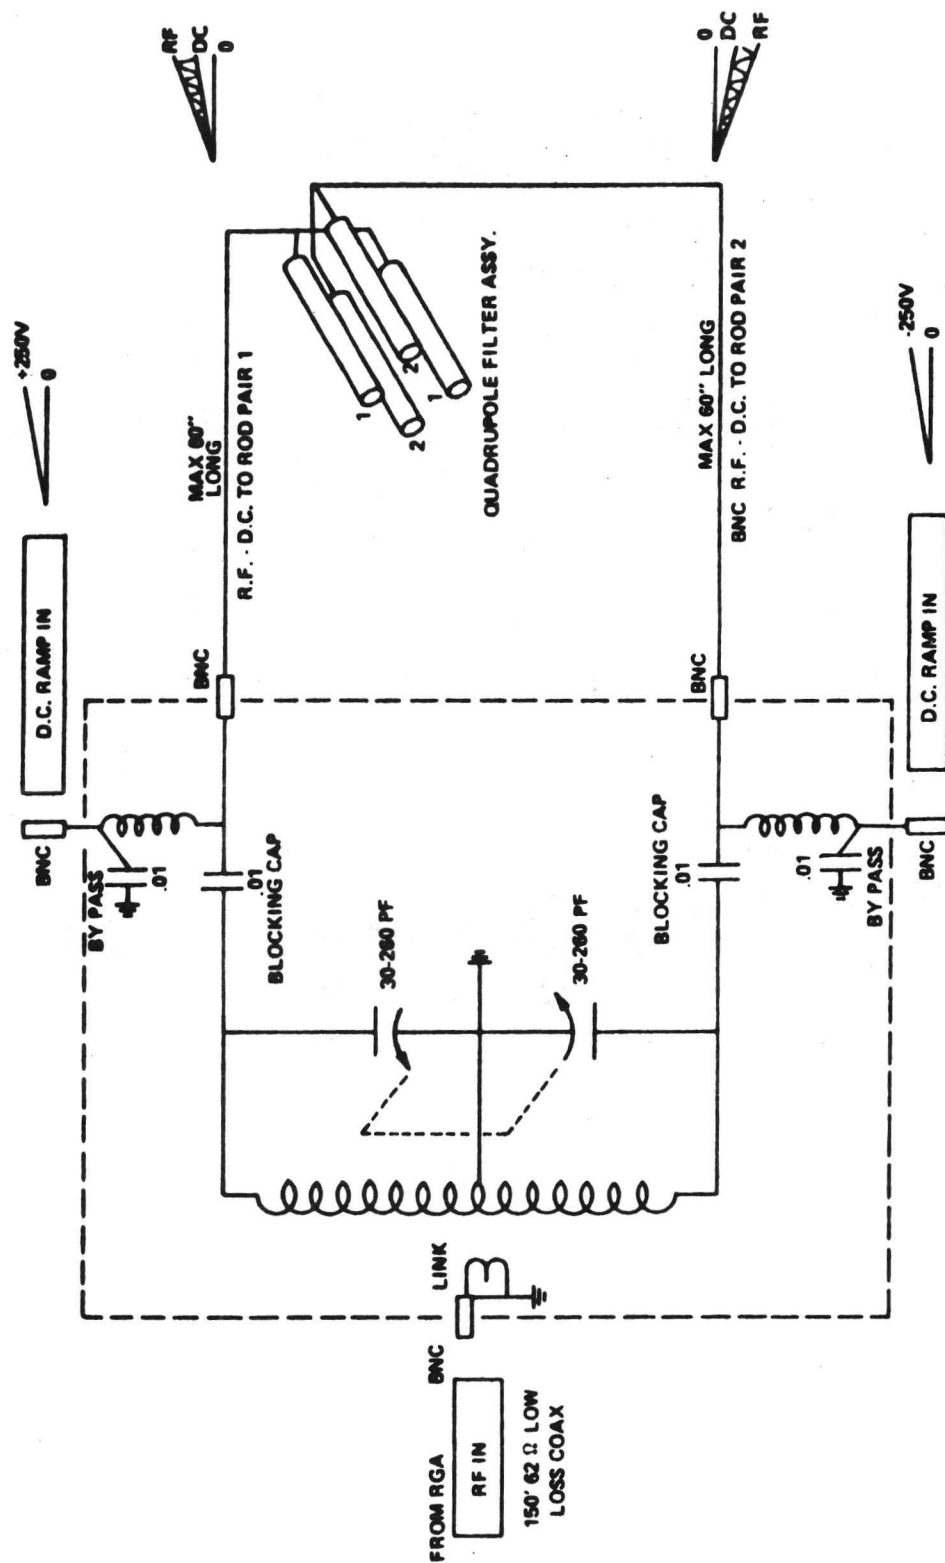 +250V
0
D.C. RAMP IN
BNC
BY PASS
.01
RF
DC
0
MAX 60"
LONG
R.F. - D.C. TO ROD PAIR 1
BNC
.01
BLOCKING CAP
30-260 PF
1
2
2
1
QUADRUPOLE FILTER ASSY.
FROM RGA
RF IN
BNC
LINK
150' 62 Ω LOW
LOSS COAX
30-260 PF
BLOCKING CAP
.01
BNC
MAX 60" LONG
BNC R.F. - D.C. TO ROD PAIR 2
0
DC
RF
.01
BY PASS
BNC
D.C. RAMP IN
-250V
0